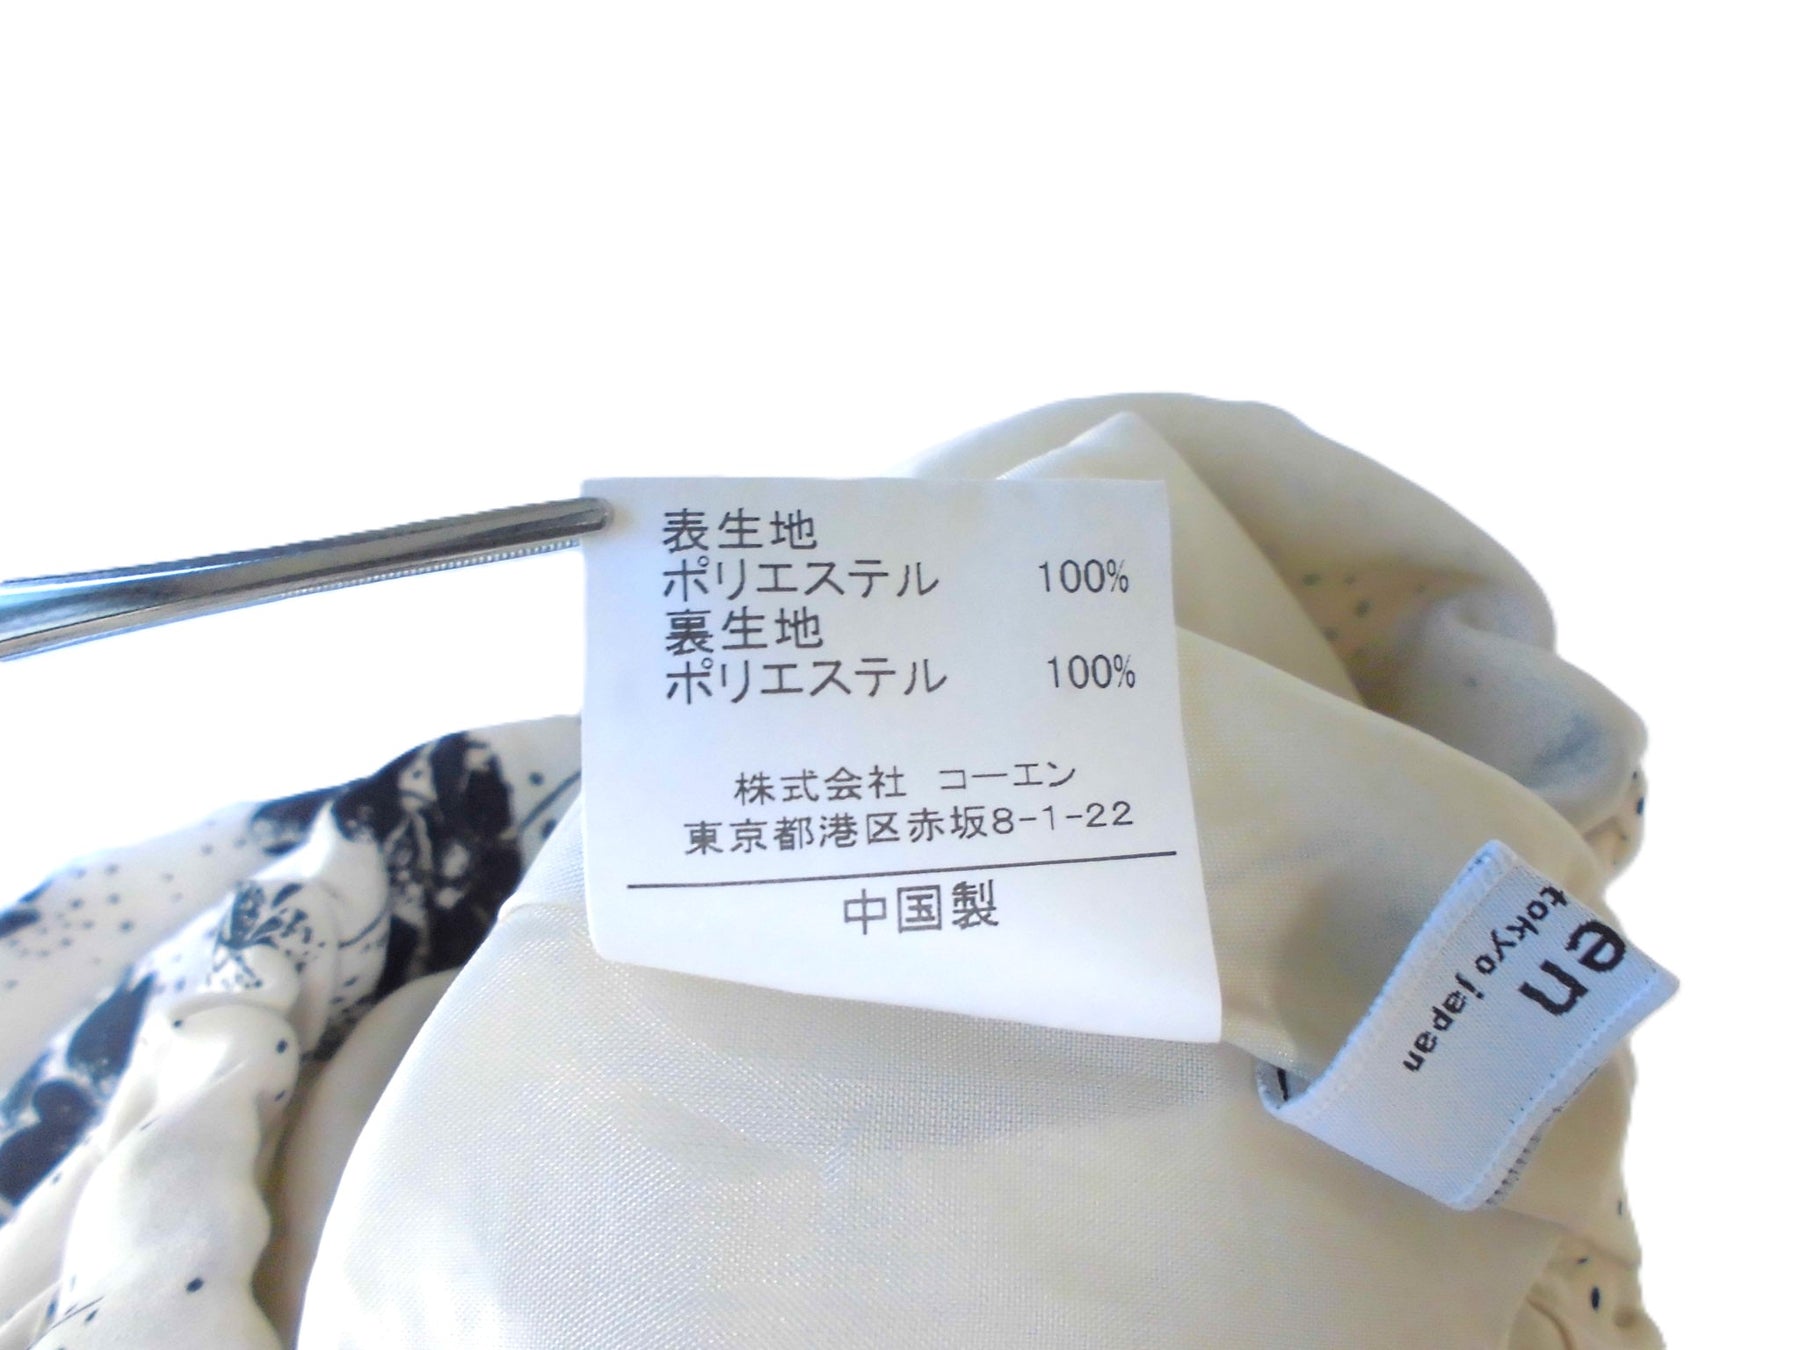 表生地
ポリエステル 100%
裏生地
ポリエステル 100%
株式会社 コーエン
東京都港区赤坂8-1-22
中国製
en
tokyo japan